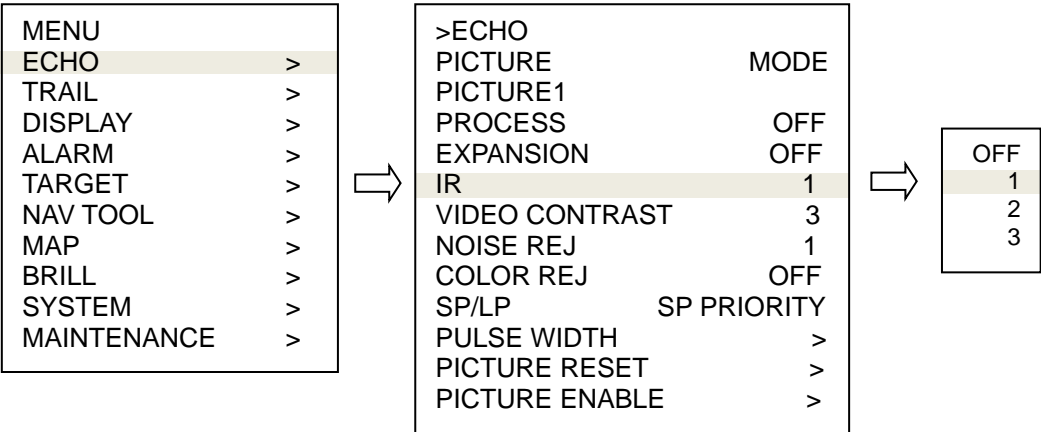 MENU
ECHO >
TRAIL >
DISPLAY >
ALARM >
TARGET >
NAV TOOL >
MAP >
BRILL >
SYSTEM >
MAINTENANCE >
>ECHO
PICTURE MODE
PICTURE1
PROCESS OFF
EXPANSION OFF
IR 1
VIDEO CONTRAST 3
NOISE REJ 1
COLOR REJ OFF
SP/LP SP PRIORITY
PULSE WIDTH >
PICTURE RESET >
PICTURE ENABLE >
OFF
1
2
3